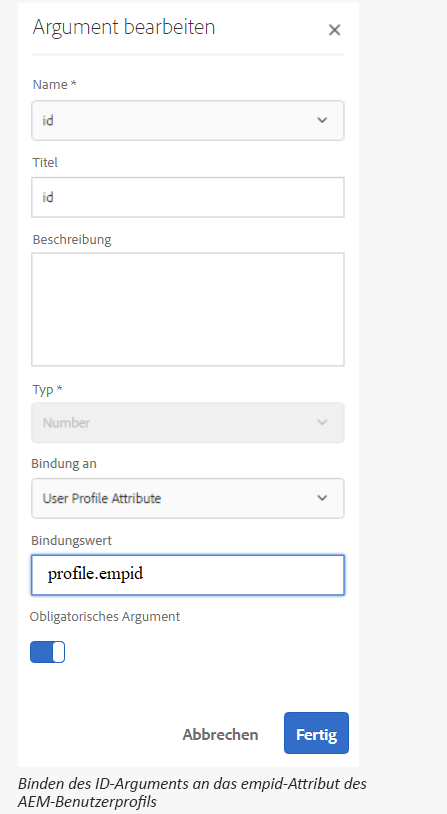 Argument bearbeiten
Name *
id
Titel
id
Beschreibung
Typ *
Number
Bindung an
User Profile Attribute
Bindungswert
profile.empid
Obligatorisches Argument
Abbrechen Fertig
Binden des ID-Arguments an das empid-Attribut des
AEM-Benutzerprofils